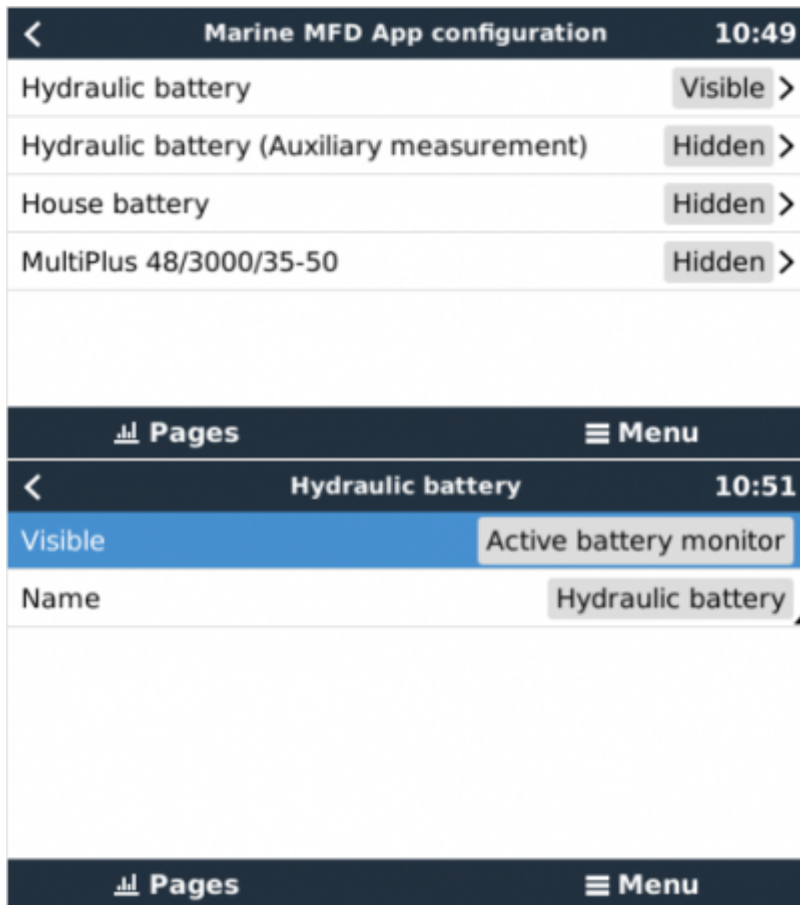 Marine MFD App configuration 10:49
Hydraulic battery Visible
Hydraulic battery (Auxiliary measurement) Hidden
House battery Hidden
MultiPlus 48/3000/35-50 Hidden
Pages Menu
Hydraulic battery 10:51
Visible Active battery monitor
Name Hydraulic battery
Pages Menu